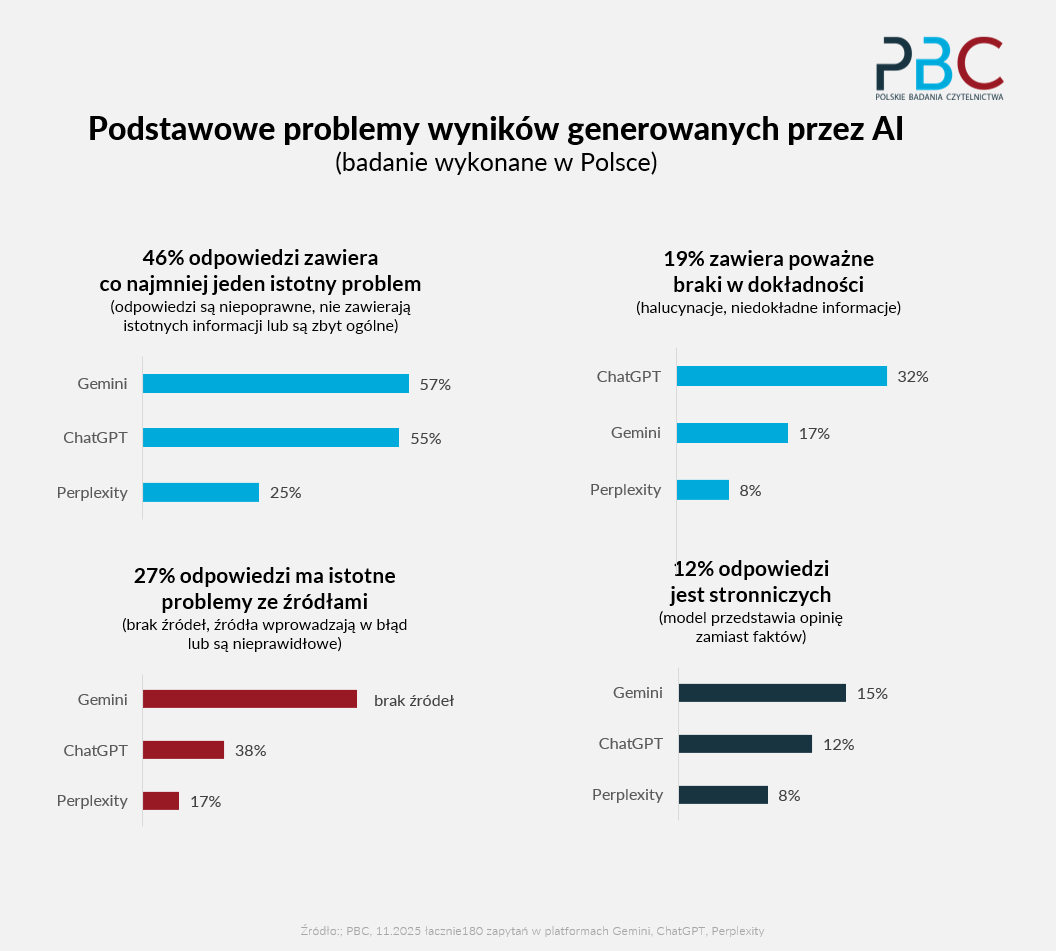 PBC
POLSKIE BADANIA CZYTELNICTWA
Podstawowe problemy wyników generowanych przez AI
(badanie wykonane w Polsce)
46% odpowiedzi zawiera
co najmniej jeden istotny problem
(odpowiedzi są niepoprawne, nie zawierają
istotnych informacji lub są zbyt ogólne)
Gemini 57%
ChatGPT 55%
Perplexity 25%
19% zawiera poważne
braki w dokładności
(halucynacje, niedokładne informacje)
ChatGPT 32%
Gemini 17%
Perplexity 8%
27% odpowiedzi ma istotne
problemy ze źródłami
(brak źródeł, źródła wprowadzają w błąd
lub są nieprawidłowe)
Gemini brak źródeł
ChatGPT 38%
Perplexity 17%
12% odpowiedzi
jest stronniczych
(model przedstawia opinię
zamiast faktów)
Gemini 15%
ChatGPT 12%
Perplexity 8%
Źródło:; PBC, 11.2025 łacznie180 zapytań w platformach Gemini, ChatGPT, Perplexity